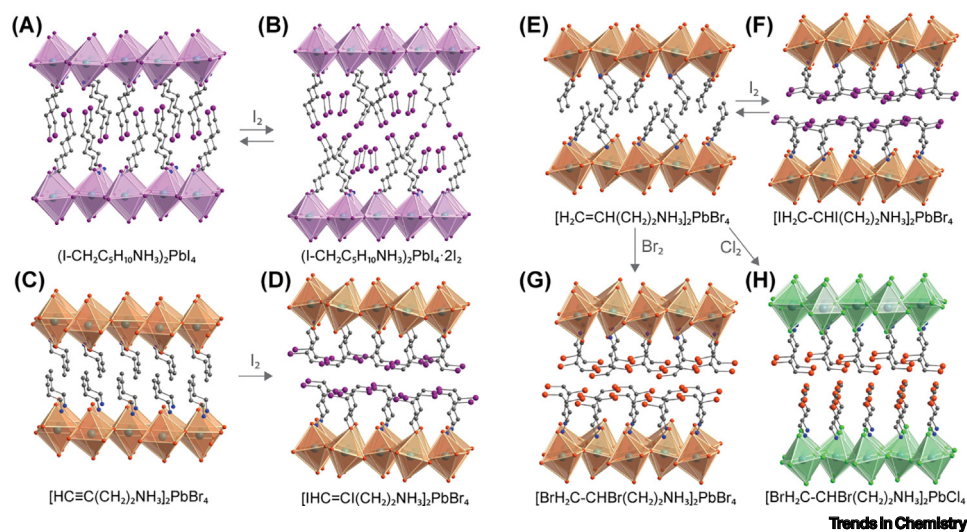 (A)
(B)
I₂
(I-CH₂C₅H₁₀NH₃)₂PbI₄
(I-CH₂C₅H₁₀NH₃)₂PbI₄·2I₂
(C)
(D)
I₂
[HC≡C(CH₂)₂NH₃]₂PbBr₄
[IHC=CI(CH₂)₂NH₃]₂PbBr₄
(E)
(F)
I₂
[H₂C=CH(CH₂)₂NH₃]₂PbBr₄
[IH₂C-CHI(CH₂)₂NH₃]₂PbBr₄
Br₂
Cl₂
(G)
(H)
[BrH₂C-CHBr(CH₂)₂NH₃]₂PbBr₄
[BrH₂C-CHBr(CH₂)₂NH₃]₂PbCl₄
Trends in Chemistry